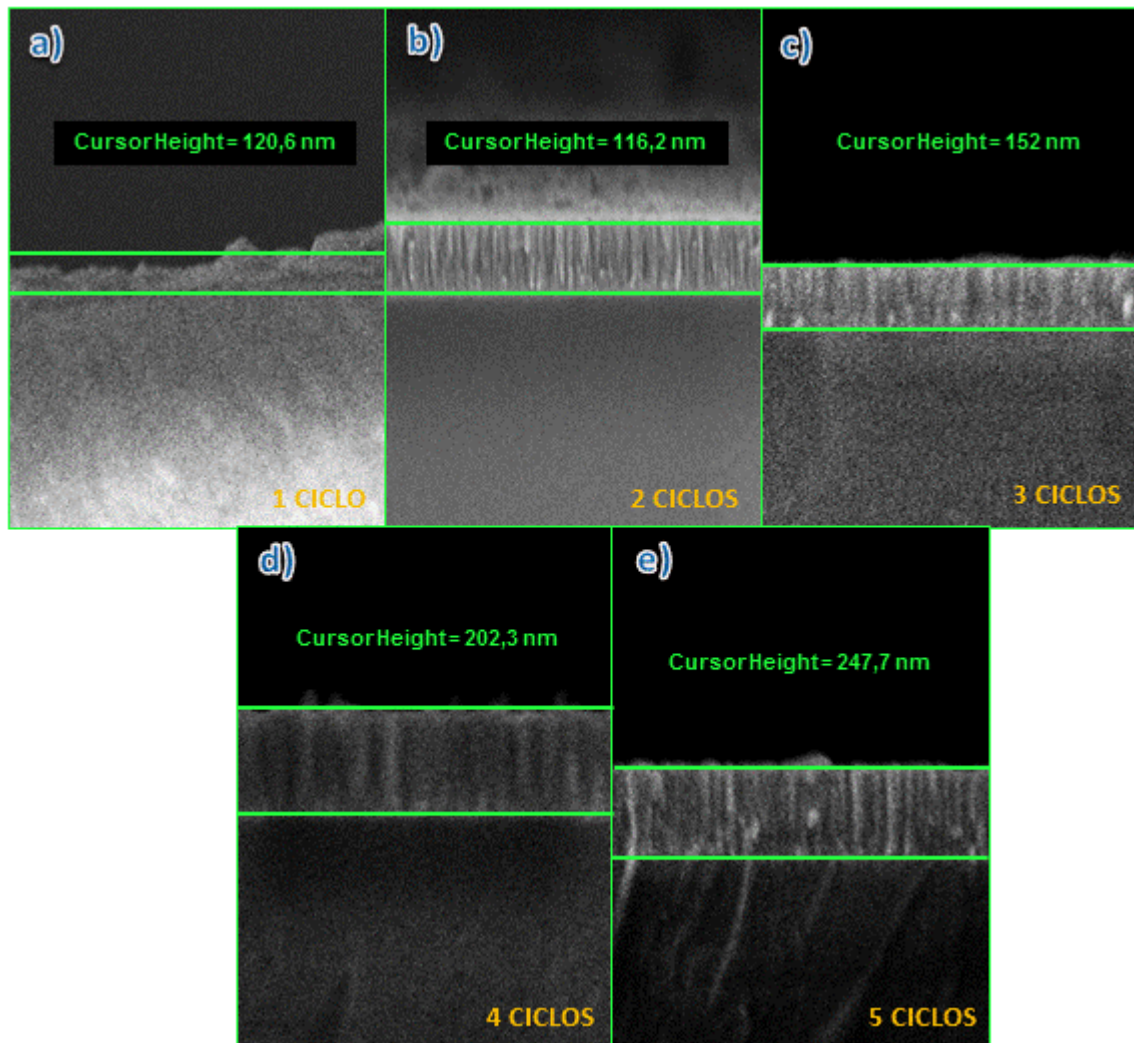 a)
CursorHeight= 120,6 nm
1 CICLO
b)
CursorHeight= 116,2 nm
2 CICLOS
c)
CursorHeight= 152 nm
3 CICLOS
d)
CursorHeight= 202,3 nm
4 CICLOS
e)
CursorHeight= 247,7 nm
5 CICLOS